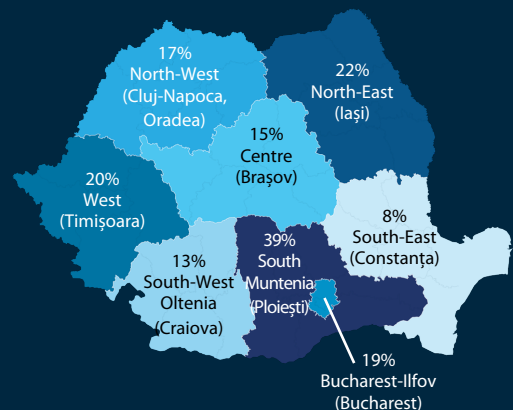 17%
North-West
(Cluj-Napoca,
Oradea)
22%
North-East
(Iași)
15%
Centre
(Brașov)
20%
West
(Timișoara)
8%
South-East
(Constanța)
39%
South
Muntenia
(Ploiești)
13%
South-West
Oltenia
(Craiova)
19%
Bucharest-Ilfov
(Bucharest)